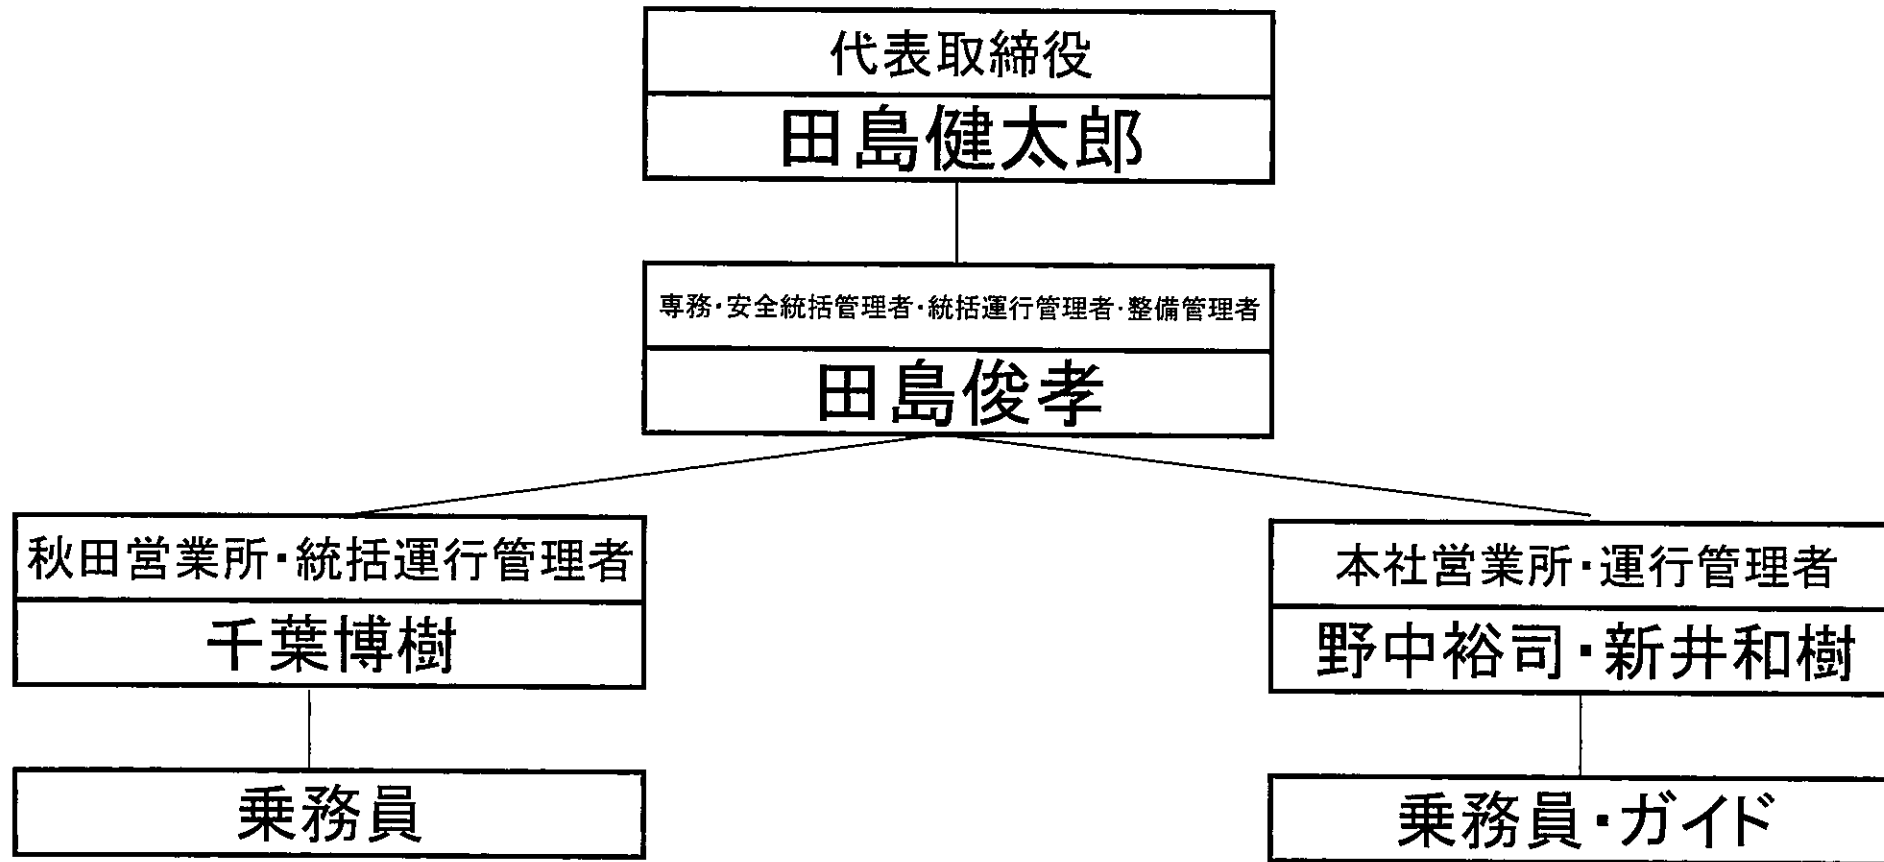 代表取締役
田島健太郎
専務・安全統括管理者・統括運行管理者・整備管理者
田島俊孝
秋田営業所・統括運行管理者
千葉博樹
乗務員
本社営業所・運行管理者
野中裕司・新井和樹
乗務員・ガイド